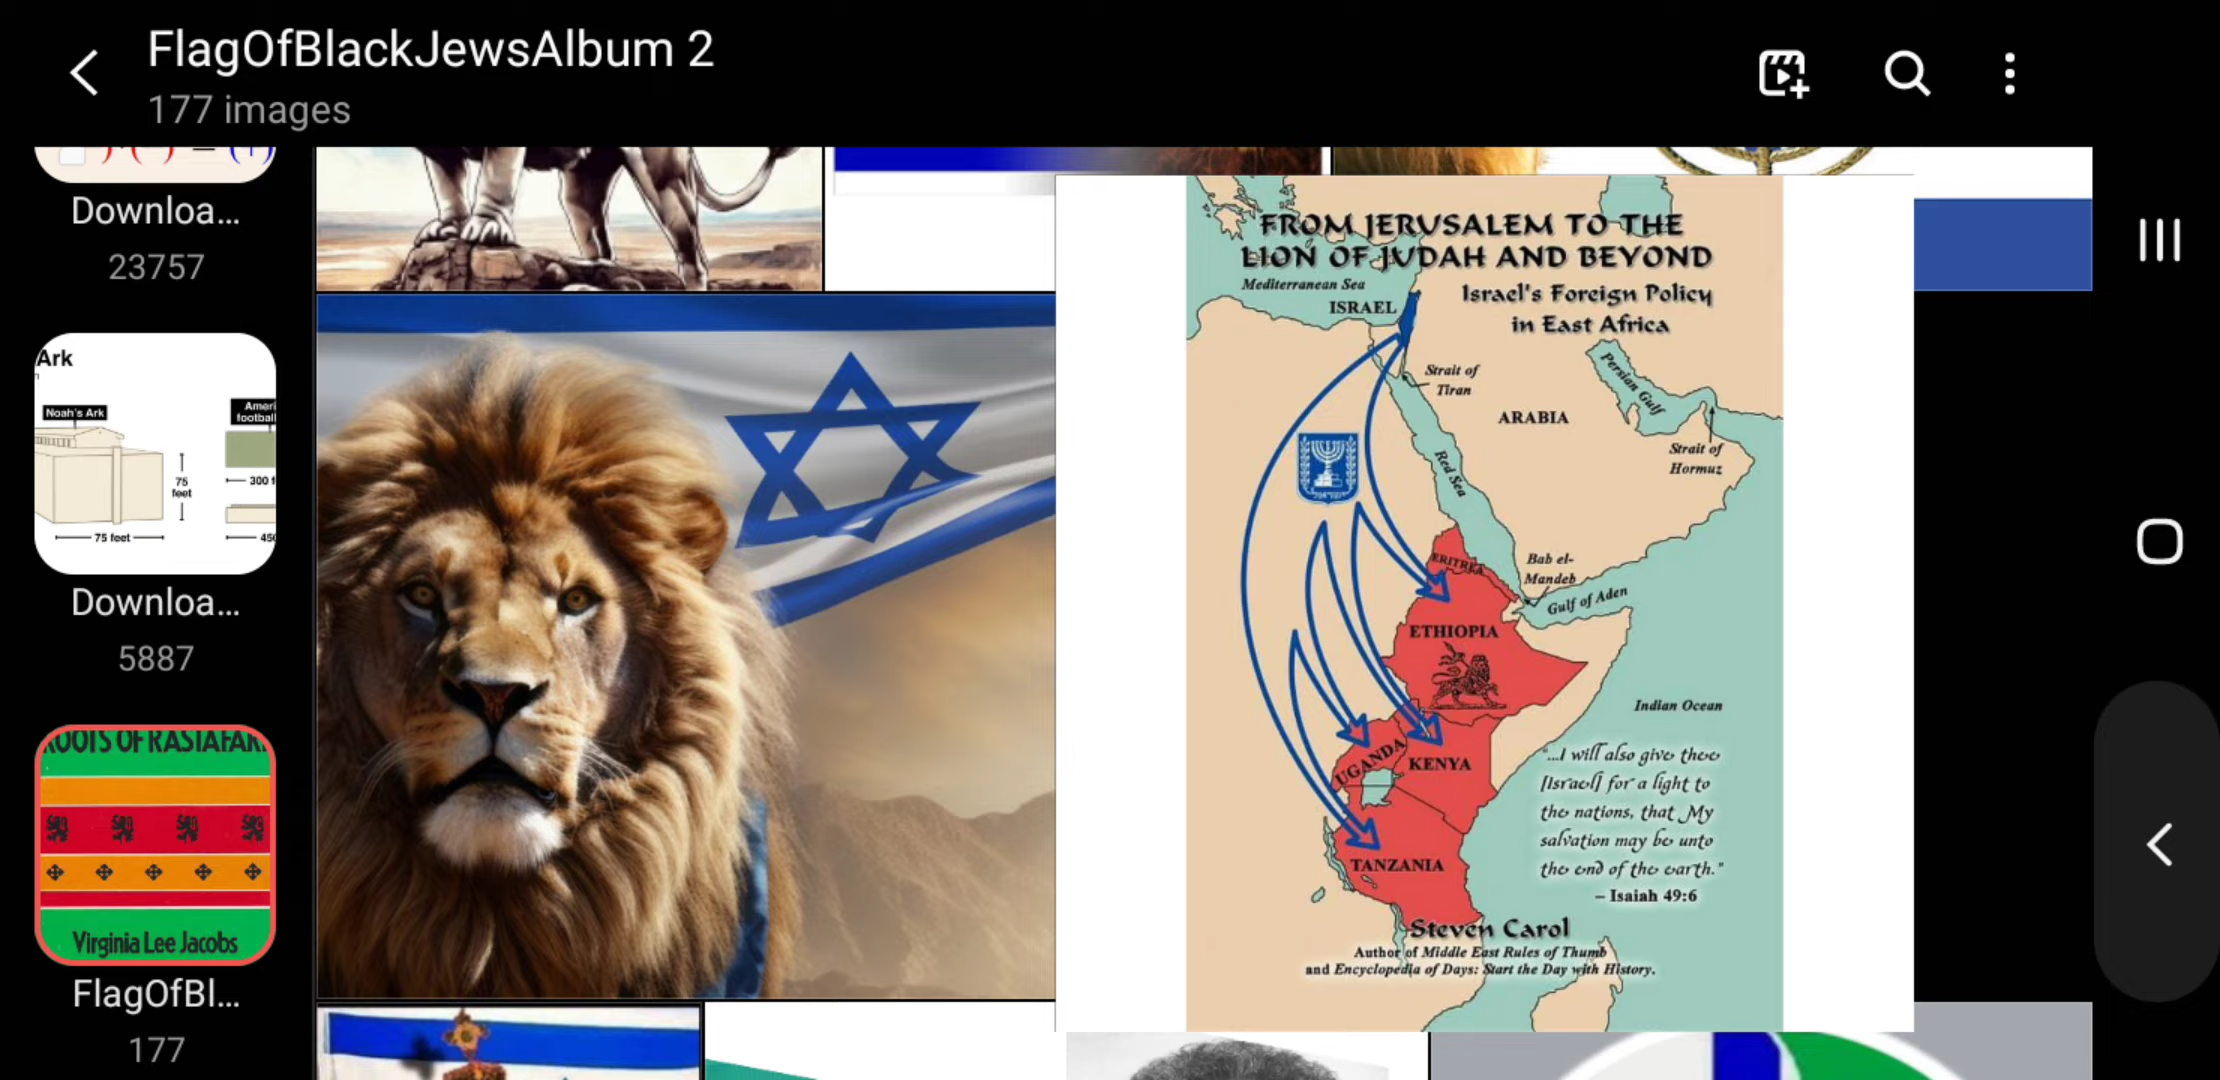 FlagOfBlackJewsAlbum 2
177 images
Downloa...
23757
Ark
Noah's Ark
75
feet
75 feet
300
Downloa...
5887
ROOTS OF RASTAFARI
Virginia Lee Jacobs
FlagOfBl...
177
FROM JERUSALEM TO THE
LION OF JUDAH AND BEYOND
Israel's Foreign Policy
in East Africa
Mediterranean Sea
ISRAEL
Strait of
Tiran
Persian Gulf
ARABIA
Strait of
Hormuz
Red Sea
ERITREA
Bab el-
Mandeb
Gulf of Aden
ETHIOPIA
Indian Ocean
UGANDA
KENYA
TANZANIA
"...I will also give thee
[Israel] for a light to
the nations, that My
salvation may be unto
the end of the earth."
– Isaiah 49:6
Steven Carol
Author of Middle East Rules of Thumb
and Encyclopedia of Days: Start the Day with History.